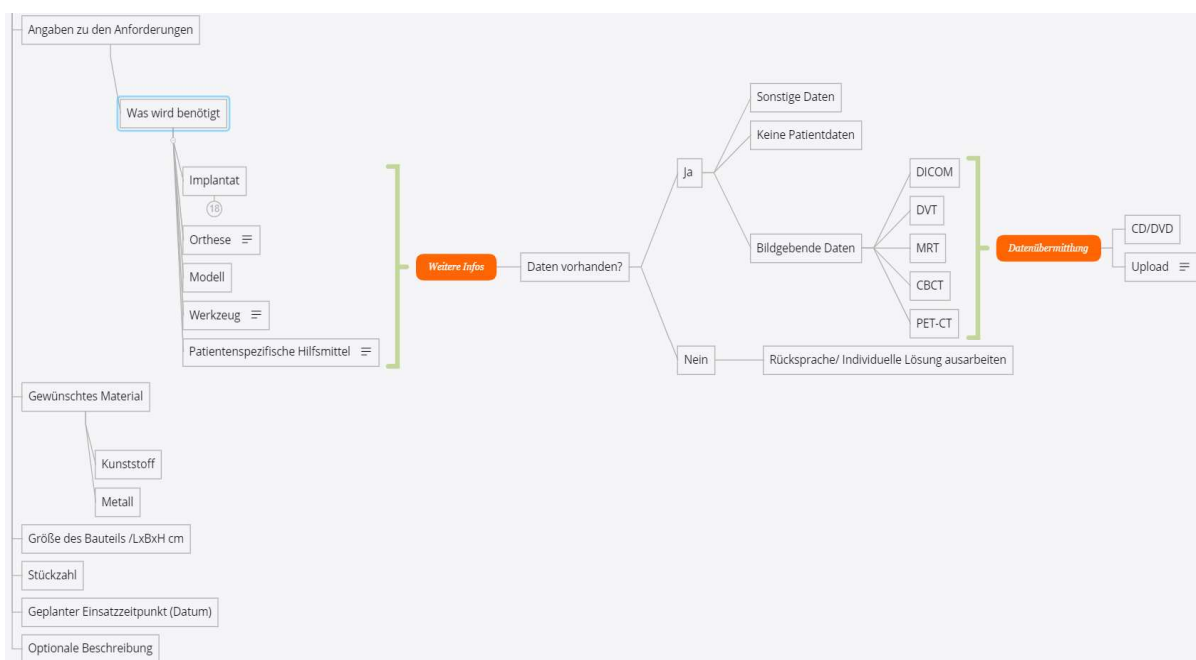 Angaben zu den Anforderungen
Was wird benötigt
Implantat
18
Orthese
Modell
Werkzeug
Patientenspezifische Hilfsmittel
Weitere Infos
Daten vorhanden?
Ja
Sonstige Daten
Keine Patientdaten
Bildgebende Daten
DICOM
DVT
MRT
CBCT
PET-CT
Datenübermittlung
CD/DVD
Upload
Nein
Rücksprache/ Individuelle Lösung ausarbeiten
Gewünschtes Material
Kunststoff
Metall
Größe des Bauteils /LxBxH cm
Stückzahl
Geplanter Einsatzzeitpunkt (Datum)
Optionale Beschreibung